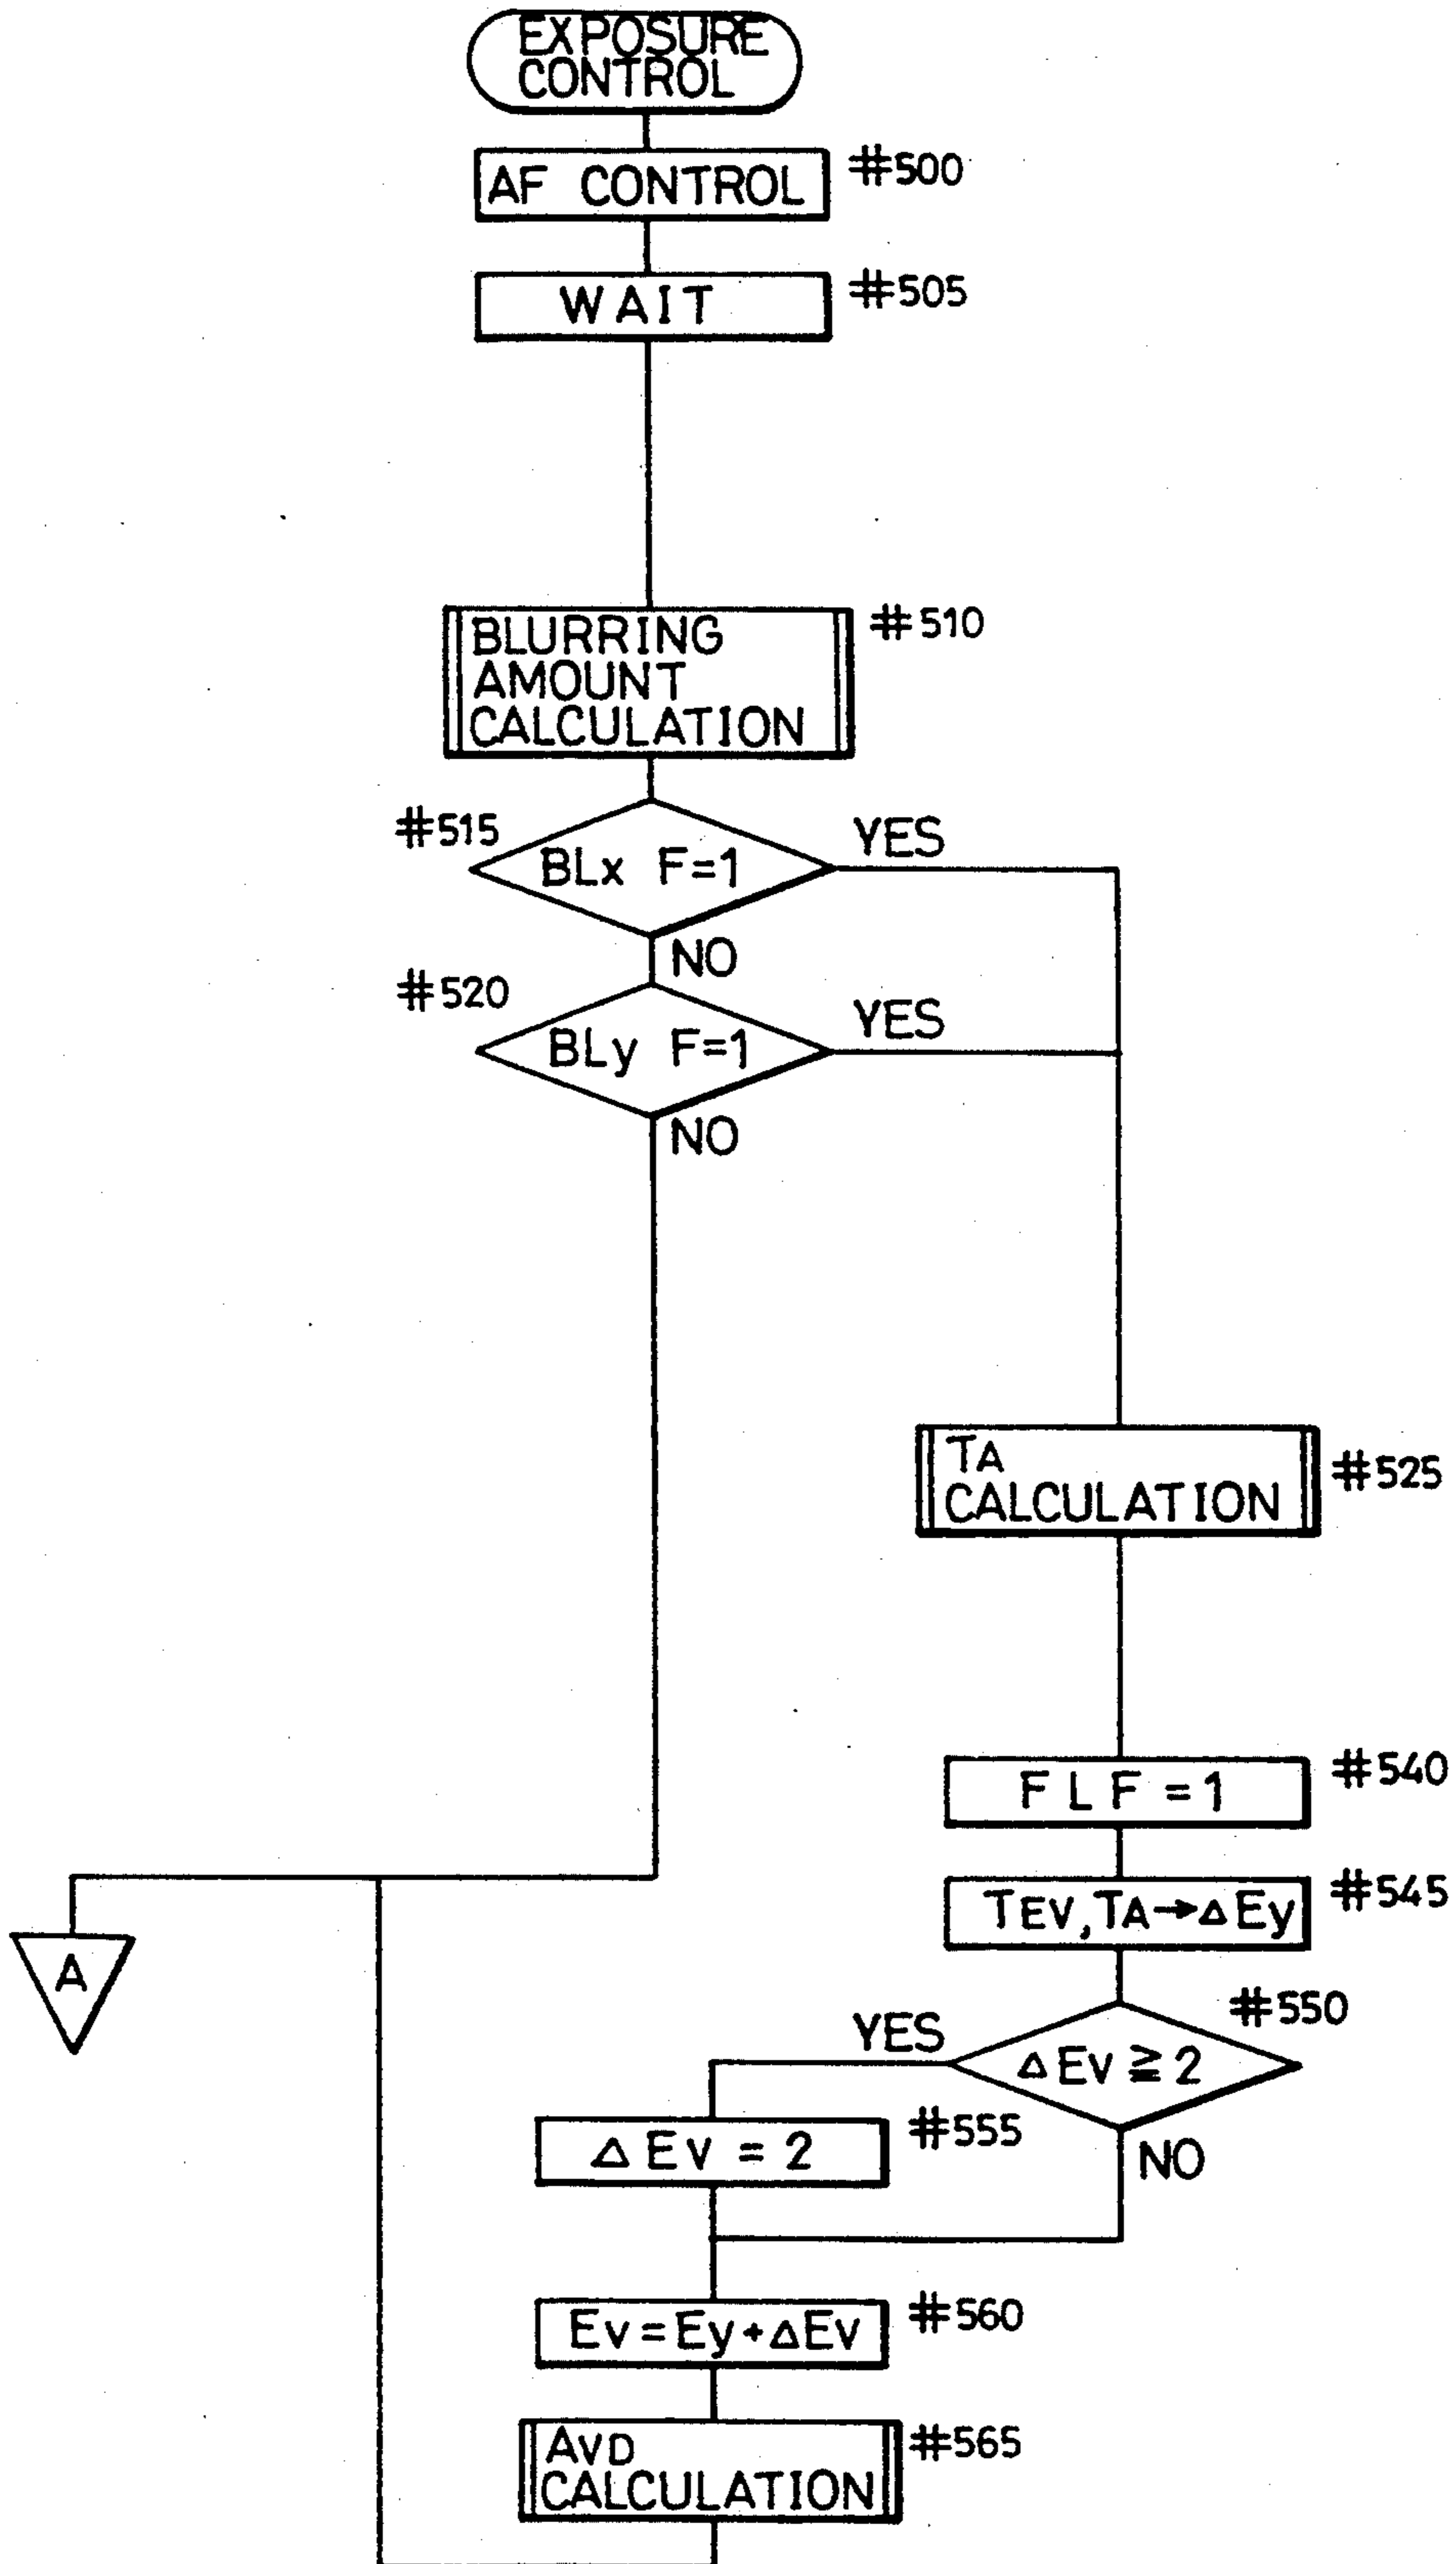 EXPOSURE
CONTROL
AF CONTROL
#500
WAIT
#505
BLURRING
AMOUNT
CALCULATION
#510
#515
BLx F=1
YES
NO
#520
BLy F=1
YES
NO
TA
CALCULATION
#525
FLF=1
#540
TEV,TA→ΔEy
#545
#550
YES
ΔEv≧2
NO
ΔEv=2
#555
Ev=Ey+ΔEv
#560
AVD
CALCULATION
#565
A